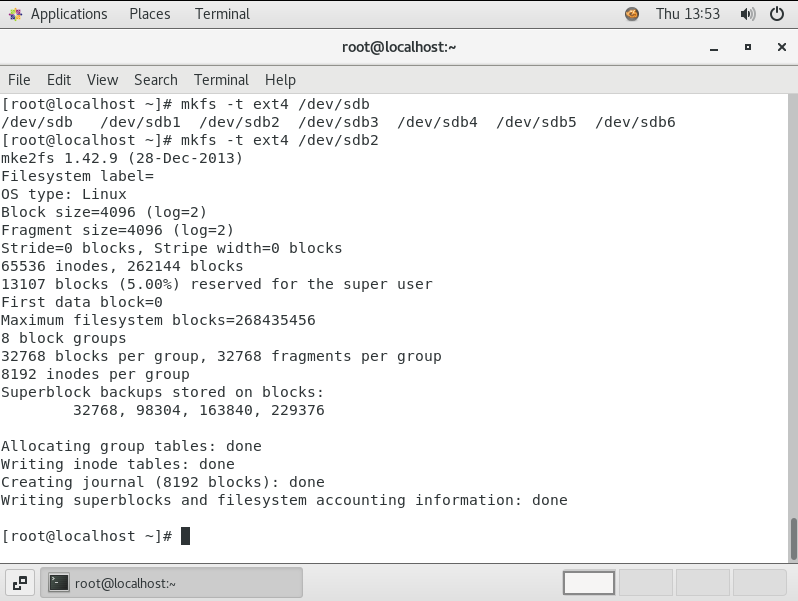 Applications Places Terminal Thu 13:53
root@localhost:~
File Edit View Search Terminal Help
[root@localhost ~]# mkfs -t ext4 /dev/sdb
/dev/sdb   /dev/sdb1  /dev/sdb2  /dev/sdb3  /dev/sdb4  /dev/sdb5  /dev/sdb6
[root@localhost ~]# mkfs -t ext4 /dev/sdb2
mke2fs 1.42.9 (28-Dec-2013)
Filesystem label=
OS type: Linux
Block size=4096 (log=2)
Fragment size=4096 (log=2)
Stride=0 blocks, Stripe width=0 blocks
65536 inodes, 262144 blocks
13107 blocks (5.00%) reserved for the super user
First data block=0
Maximum filesystem blocks=268435456
8 block groups
32768 blocks per group, 32768 fragments per group
8192 inodes per group
Superblock backups stored on blocks:
        32768, 98304, 163840, 229376
Allocating group tables: done
Writing inode tables: done
Creating journal (8192 blocks): done
Writing superblocks and filesystem accounting information: done
[root@localhost ~]#
root@localhost:~